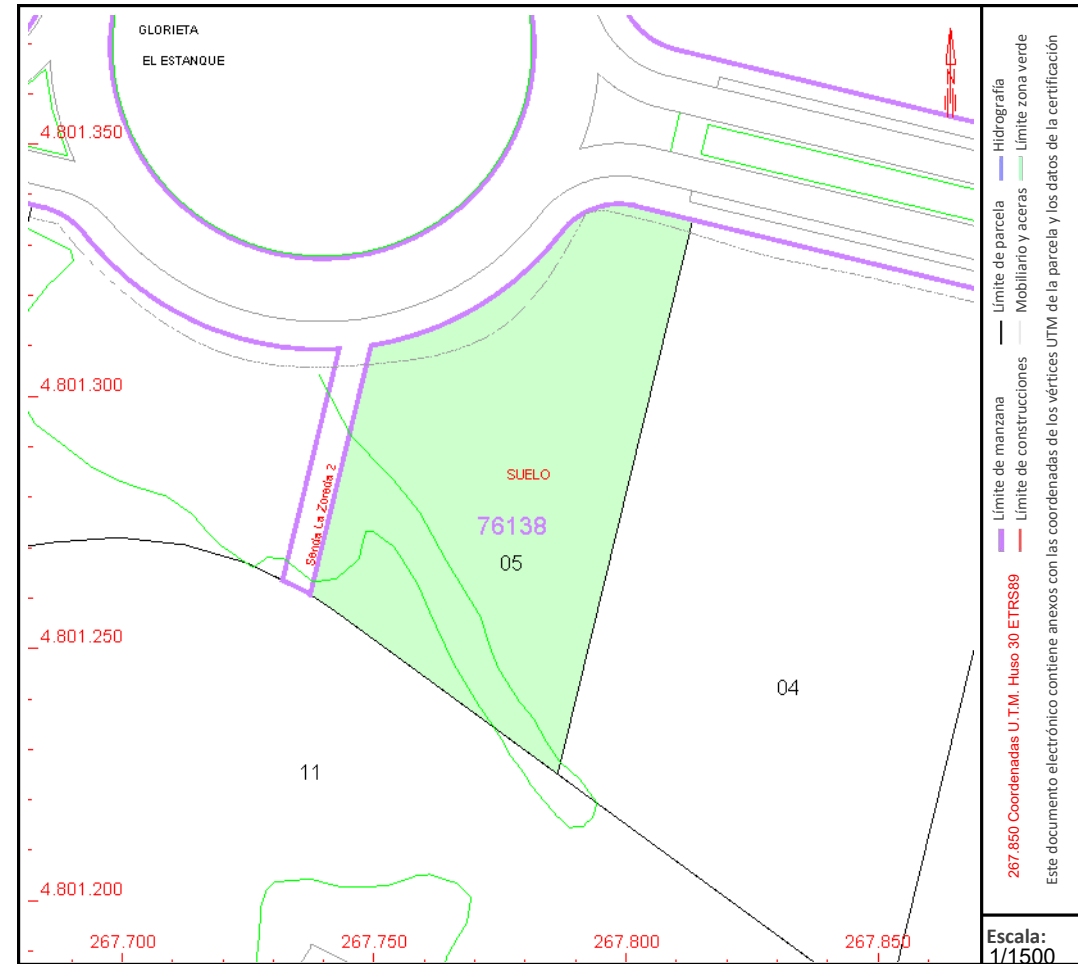 GLORIETA
EL ESTANQUE
4.801.350
4.801.300
SUELO
76138
05
Senda La Zoreda 2
4.801.250
04
11
4.801.200
267.700
267.750
267.800
267.850
N
Límite de manzana
Límite de parcela
Hidrografía
267.850 Coordenadas U.T.M. Huso 30 ETRS89
Límite de construcciones
Mobiliario y aceras
Límite zona verde
Este documento electrónico contiene anexos con las coordenadas de los vértices UTM de la parcela y los datos de la certificación
Escala:
1/1500